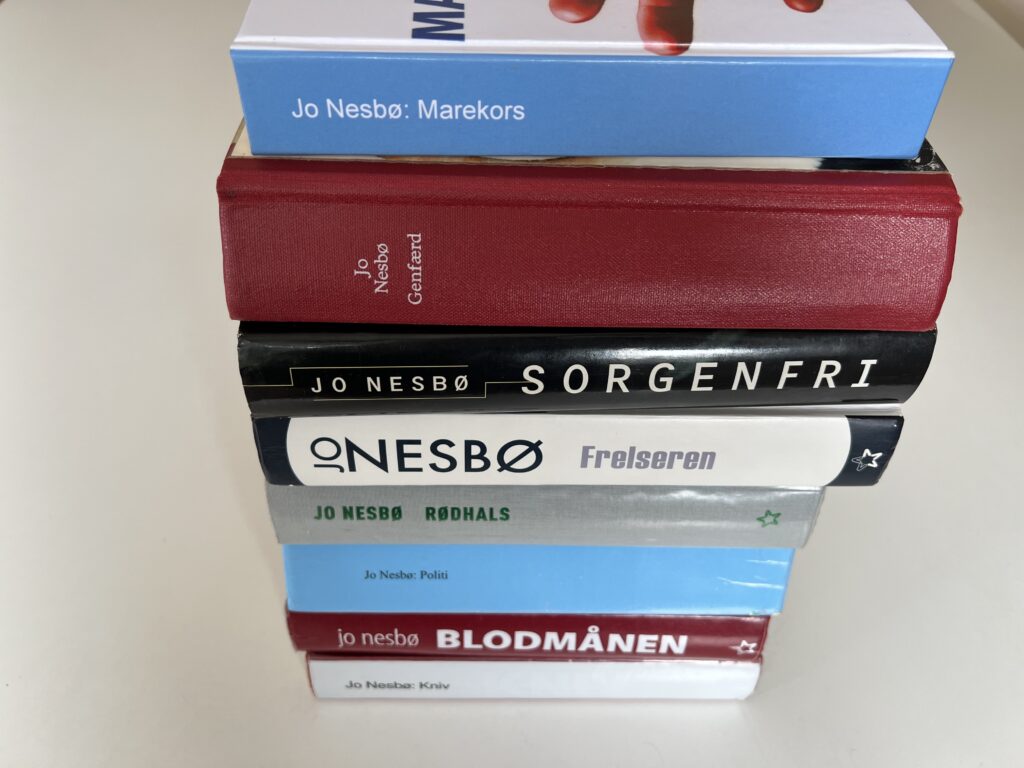 MA
Jo Nesbø: Marekors
Jo
Nesbø
Genfærd
JO NESBØ SORGENFRI
JO NESBØ Frelseren
JO NESBØ RØDHALS
Jo Nesbø: Politi
jo nesbø BLODMÅNEN
Jo Nesbø: Kniv